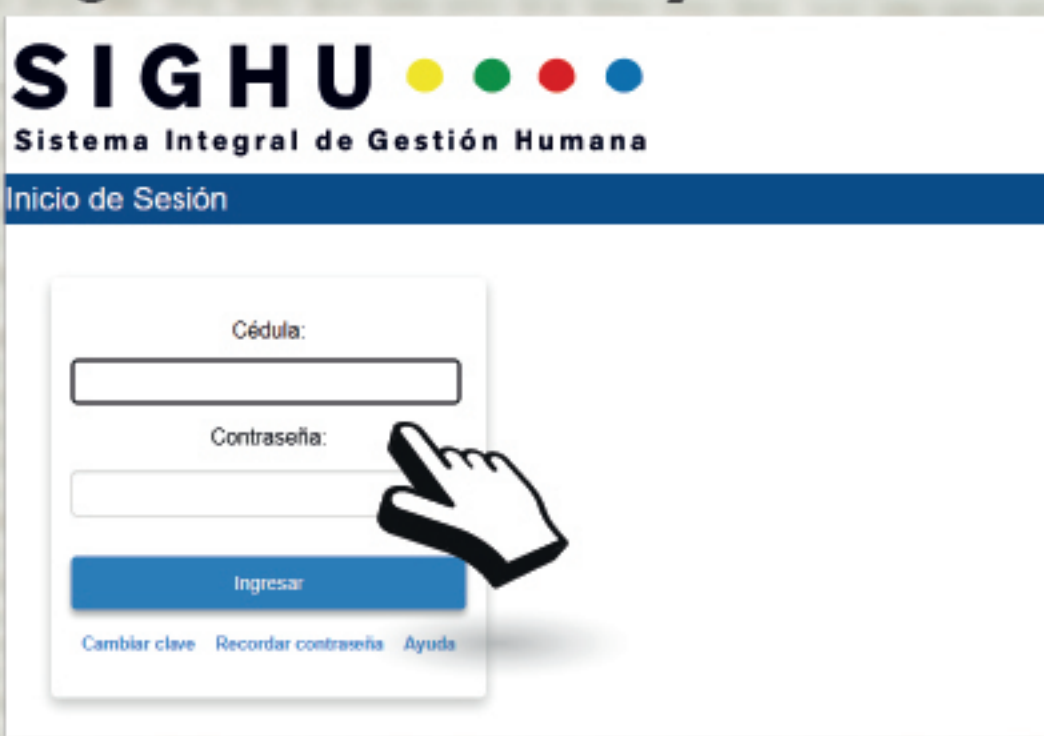 SIGHU
Sistema Integral de Gestión Humana
Inicio de Sesión
Cédula:
Contraseña:
Ingresar
Cambiar clave Recordar contraseña Ayuda